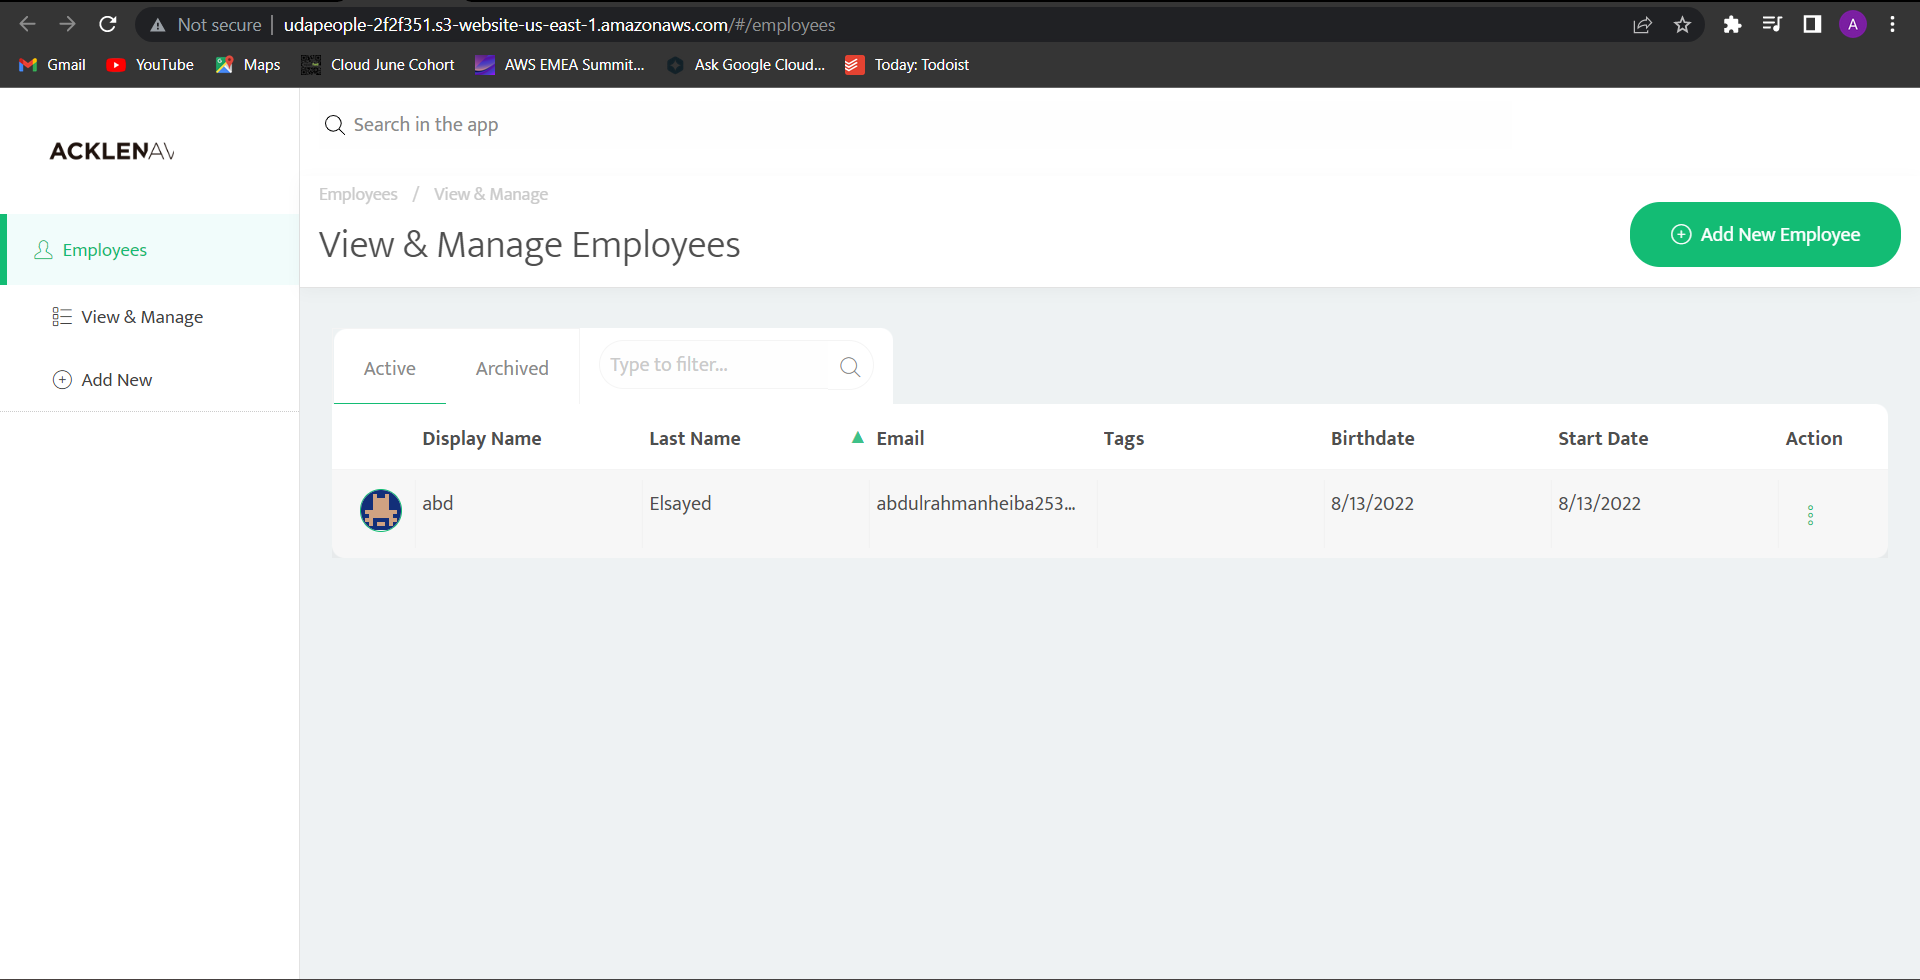 Not secure | udapeople-2f2f351.s3-website-us-east-1.amazonaws.com/#/employees
A
Gmail YouTube Maps Cloud June Cohort AWS EMEA Summit... Ask Google Cloud... Today: Todoist
Search in the app
ACKLENAV
Employees / View & Manage
View & Manage Employees
Add New Employee
Employees
View & Manage
Add New
Active Archived Type to filter...
Display Name Last Name Email Tags Birthdate Start Date Action
abd Elsayed abdulrahmanheiba253... 8/13/2022 8/13/2022